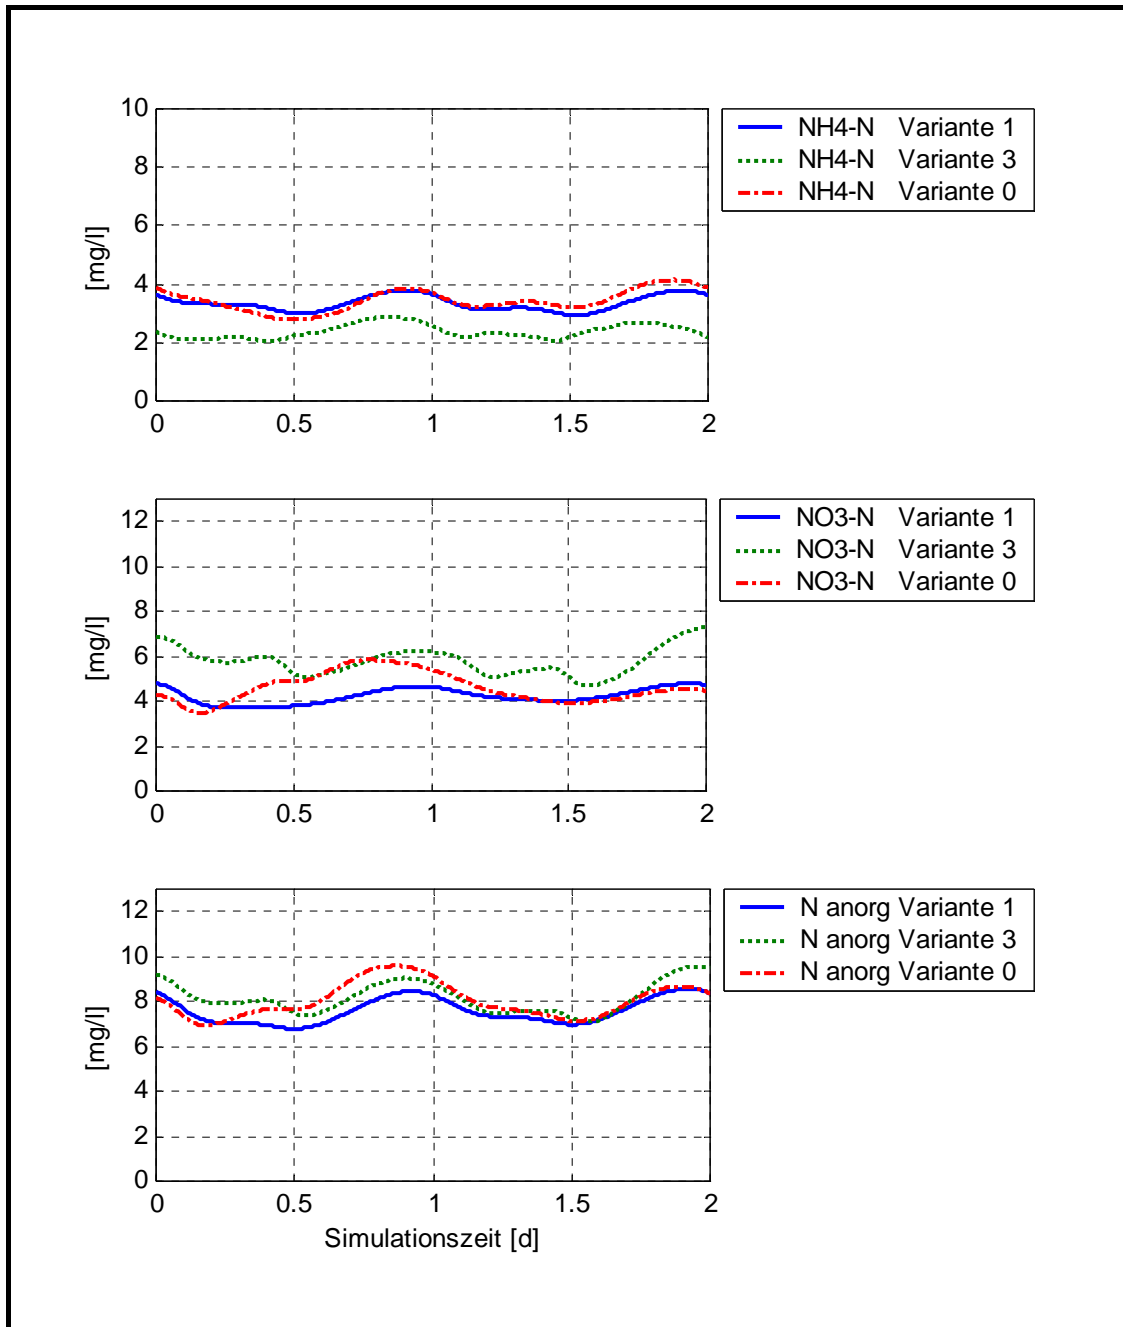 10
8
6
4
2
0
[mg/l]
0 0.5 1 1.5 2
NH4-N Variante 1
NH4-N Variante 3
NH4-N Variante 0
12
10
8
6
4
2
0
[mg/l]
0 0.5 1 1.5 2
NO3-N Variante 1
NO3-N Variante 3
NO3-N Variante 0
12
10
8
6
4
2
0
[mg/l]
0 0.5 1 1.5 2
Simulationszeit [d]
N anorg Variante 1
N anorg Variante 3
N anorg Variante 0